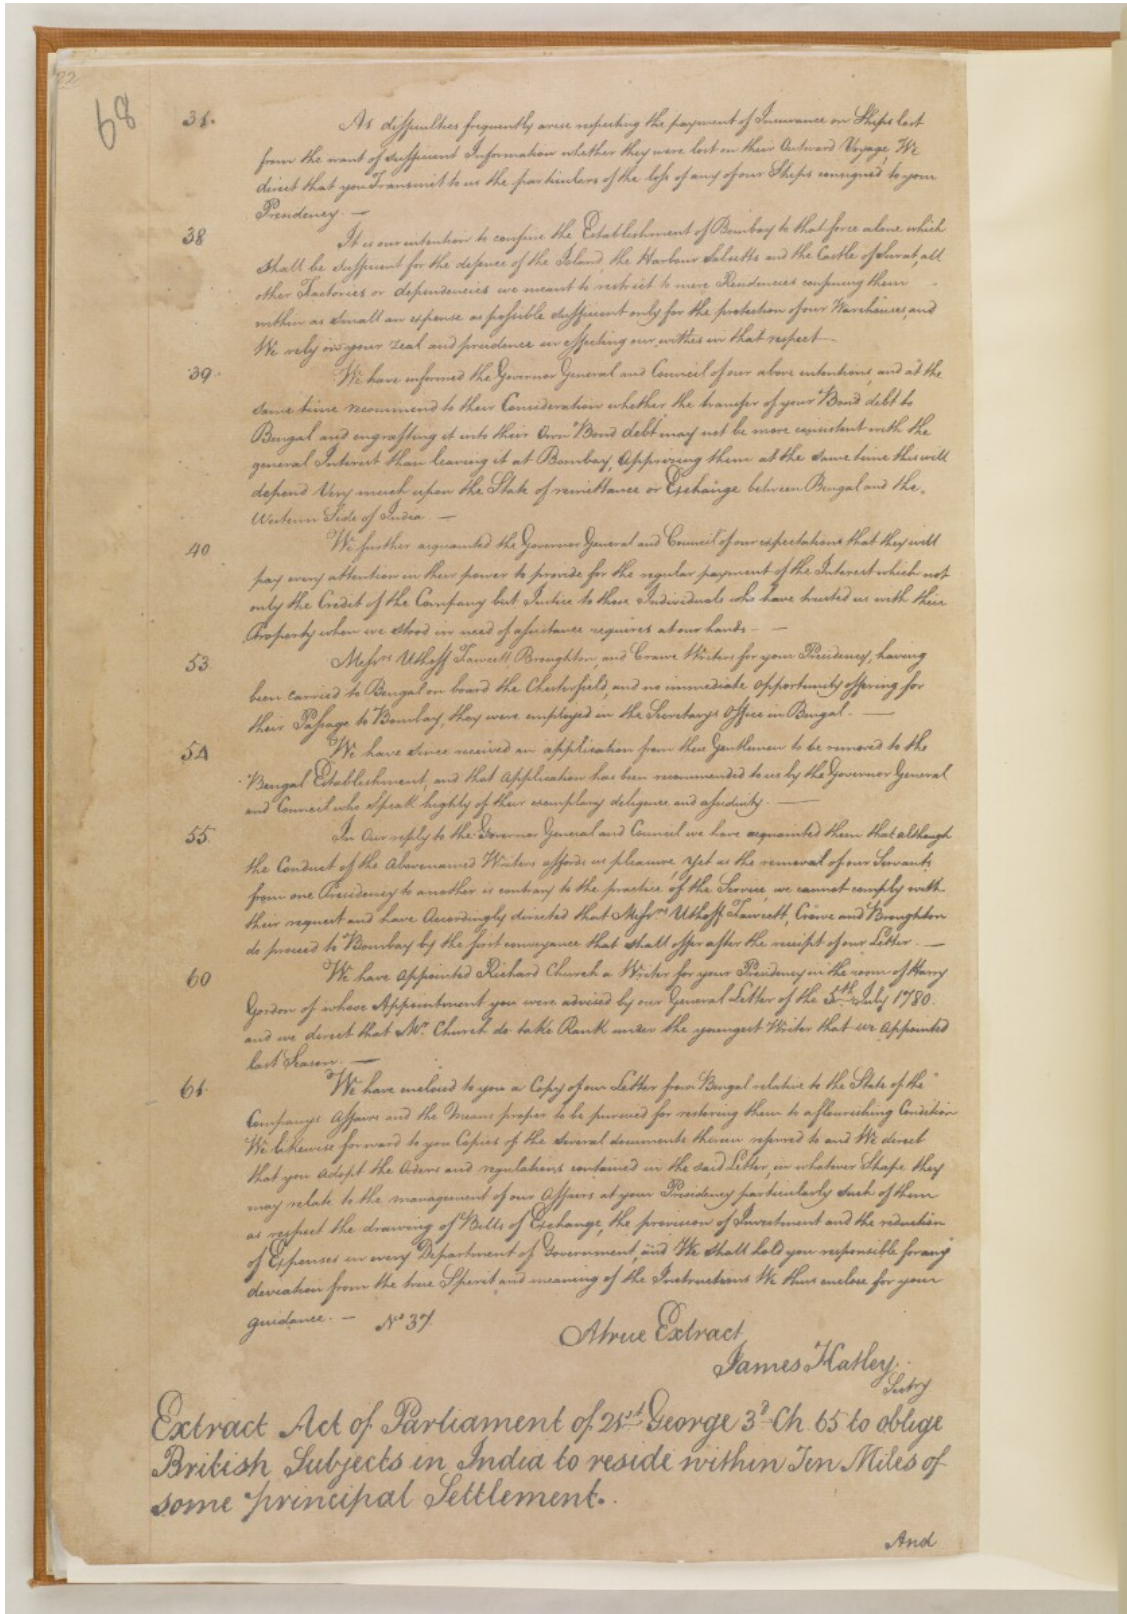 22
68
31. As difficulties frequently arise respecting the payment of Insurance on Ships lost
from the want of sufficient Information whether they were lost on their Outward Voyage, We
direct that you Transmit to us the particulars of the loss of any of our Ships consigned to your
Presidency. —
38 It is our intention to confine the Establishment of Bombay to that force alone which
shall be sufficient for the defence of the Island, the Harbour Salsette and the Castle of Surat, all
other Factories or dependencies we meant to restrict to mere Residencies confining them
within as small an expense as possible sufficient only for the protection of our Warehouses, and
We rely on your zeal and prudence in effecting our wishes in that respect —
39. We have informed the Governor General and Council of our above intentions, and at the
same time recommend to their Consideration whether the transfer of your Bond debt to
Bengal and engrafting it into their Own Bond debt may not be more consistent with the
general Interest than leaving it at Bombay, Apprizing them at the same time this will
depend Very much upon the State of remittance or Exchange between Bengal and the
Western Side of India. —
40 We further acquainted the Governor General and Council of our expectations that they will
pay every attention in their power to provide for the regular payment of the Interest which not
only the Credit of the Company but Justice to those Individuals who have trusted us with their
Property when we stood in need of assistance requires at our hands — —
53 Messrs Uthoff Fawcett Broughton, and Crowe Writers for your Presidency, having
been carried to Bengal on board the Chesterfield, and no immediate Opportunity offering for
their Passage to Bombay, they were employed in the Secretarys Office in Bengal. —
54 We have since received an application from these Gentlemen to be removed to the
Bengal Establishment, and that Application has been recommended to us by the Governor General
and Council who Speak highly of their exemplary deligence and assiduity. —
55. In Our reply to the Governor General and Council we have acquainted them that although
the Conduct of the Abovenamed Writers affords us pleasure, Yet as the removal of our Servants
from one Presidency to another is contrary to the practice of the Service, we cannot comply with
their request and have Accordingly directed that Messrs Uthoff, Fawcett, Crowe and Broughton
do proceed to Bombay by the first conveyance that shall offer after the receipt of our Letter. —
60 We have Appointed Richard Church a Writer for your Presidency in the room of Harry
Gordon of whose Appointment you were advised by our General Letter of the 5th July 1780.
and we direct that Mr. Church do take Rank under the youngest Writer that we Appointed
last Season. —
61. We have enclosed to you a Copy of our Letter from Bengal relative to the State of the
Companys Affairs and the Means proper to be pursued for restoring them to a flourishing Condition
We likewise forward to you Copies of the several documents therein referred to and We direct
that you Adopt the Orders and regulations contained in the said Letter, in whatever Shape they
may relate to the management of our Affairs at your Presidency particularly such of them
as respect the drawing of Bills of Exchange, the provision of Investment and the reduction
of Expenses in every Department of Government, and We shall hold you responsible for any
deviation from the true Spirit and meaning of the Instructions We thus enclose for your
guidance. — No 37.
A true Extract
James Hatley.
Sectry
Extract Act of Parliament of 21st George 3d Ch. 65 to oblige
British Subjects in India to reside within Ten Miles of
some principal Settlement.
And